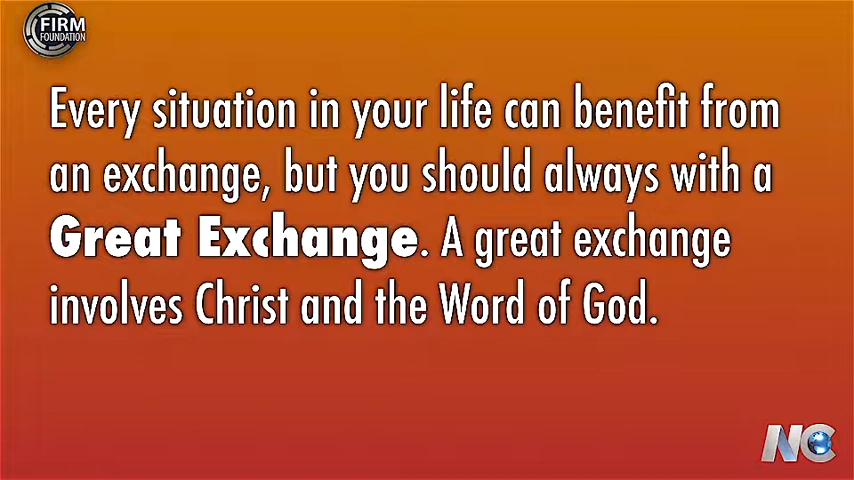 FIRM
FOUNDATION
Every situation in your life can benefit from
an exchange, but you should always with a
Great Exchange. A great exchange
involves Christ and the Word of God.
NC